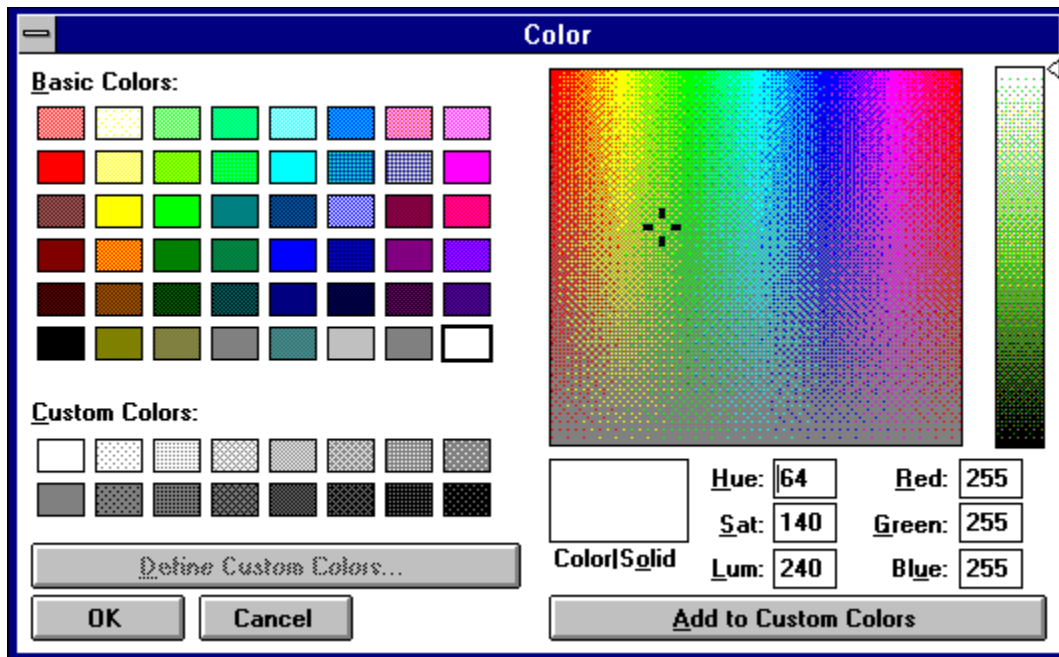 Color
Basic Colors:
Custom Colors:
Define Custom Colors...
OK Cancel
Hue: 64 Red: 255
Sat: 140 Green: 255
Color|Solid
Lum: 240 Blue: 255
Add to Custom Colors